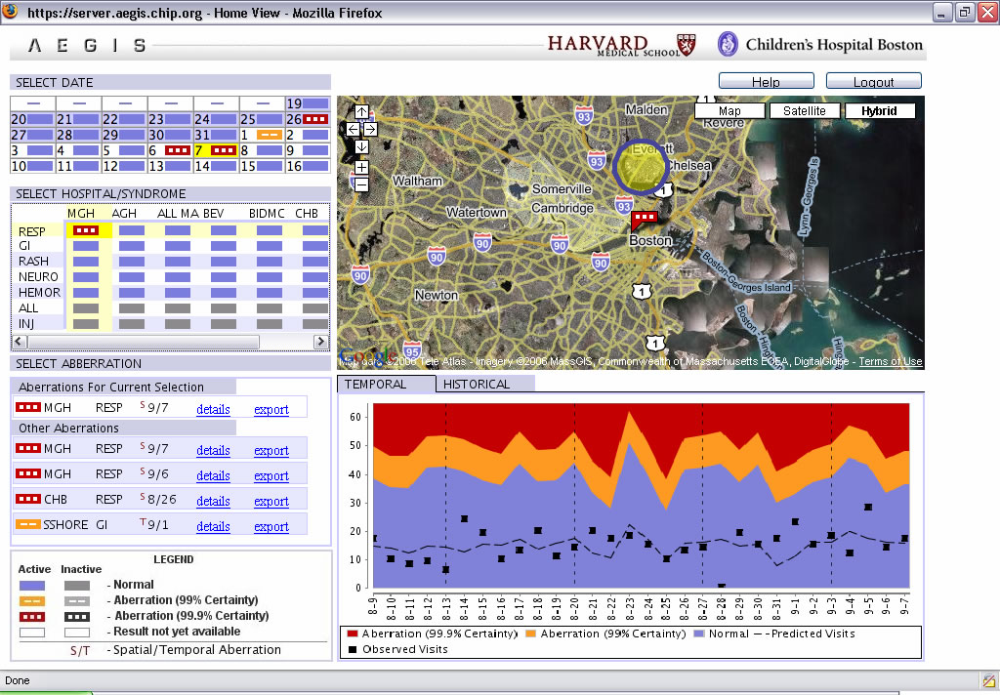 https://server.aegis.chip.org - Home View - Mozilla Firefox
A E G I S
HARVARD
MEDICAL SCHOOL
Children's Hospital Boston
SELECT DATE
Help
Logout
19
20 21 22 23 24 25 26
27 28 29 30 31 1 2
3 4 5 6 7 8 9
10 11 12 13 14 15 16
SELECT HOSPITAL/SYNDROME
MGH AGH ALL MA BEV BIDMC CHB
RESP
GI
RASH
NEURO
HEMOR
ALL
INJ
Map
Satellite
Hybrid
1
Malden
Revere
93
Everett
Chelsea
93
1
Waltham
Somerville
Cambridge
93
Watertown
Boston
90
90
90
90
90
Newton
1
1
95
Lynn - Georges
Boston-Georges Island
Boston - Hingham
Google
©2006 Tele Atlas - Imagery ©2006 MassGIS, Commonwealth of Massachusetts EOEA, DigitalGlobe - Terms of Use
SELECT ABBERRATION
Aberrations For Current Selection
MGH RESP S 9/7 details export
Other Aberrations
MGH RESP S 9/7 details export
MGH RESP S 9/6 details export
CHB RESP S 8/26 details export
SSHORE GI T 9/1 details export
LEGEND
Active Inactive
- Normal
- Aberration (99% Certainty)
- Aberration (99.9% Certainty)
- Result not yet available
S/T - Spatial/Temporal Aberration
TEMPORAL
HISTORICAL
60
50
40
30
20
10
0
8-9 8-10 8-11 8-12 8-13 8-14 8-15 8-16 8-17 8-18 8-19 8-20 8-21 8-22 8-23 8-24 8-25 8-26 8-27 8-28 8-29 8-30 8-31 9-1 9-2 9-3 9-4 9-5 9-6 9-7
Aberration (99.9% Certainty) Aberration (99% Certainty) Normal — -Predicted Visits
Observed Visits
Done